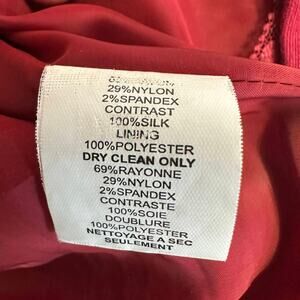 29%NYLON
2%SPANDEX
CONTRAST
100%SILK
LINING
100%POLYESTER
DRY CLEAN ONLY
69%RAYONNE
29%NYLON
2%SPANDEX
CONTRASTE
100%SOIE
DOUBLURE
100%POLYESTER
NETTOYAGE A SEC
SEULEMENT